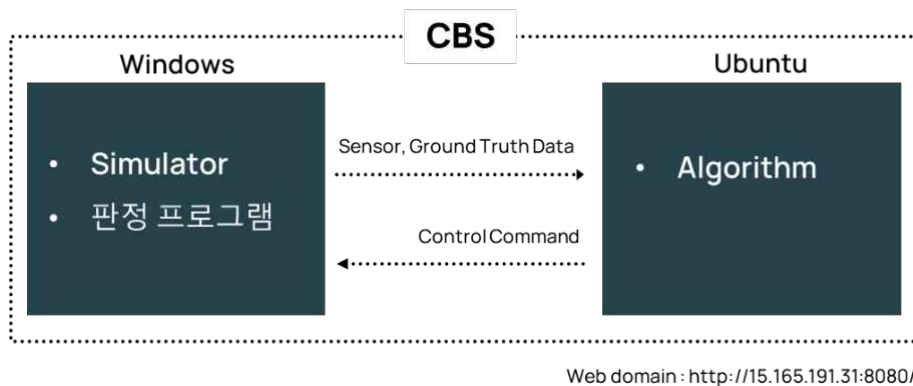 CBS
Windows
Ubuntu
• Simulator
• 판정 프로그램
Sensor, Ground Truth Data
Control Command
• Algorithm
Web domain : http://15.165.191.31:8080/